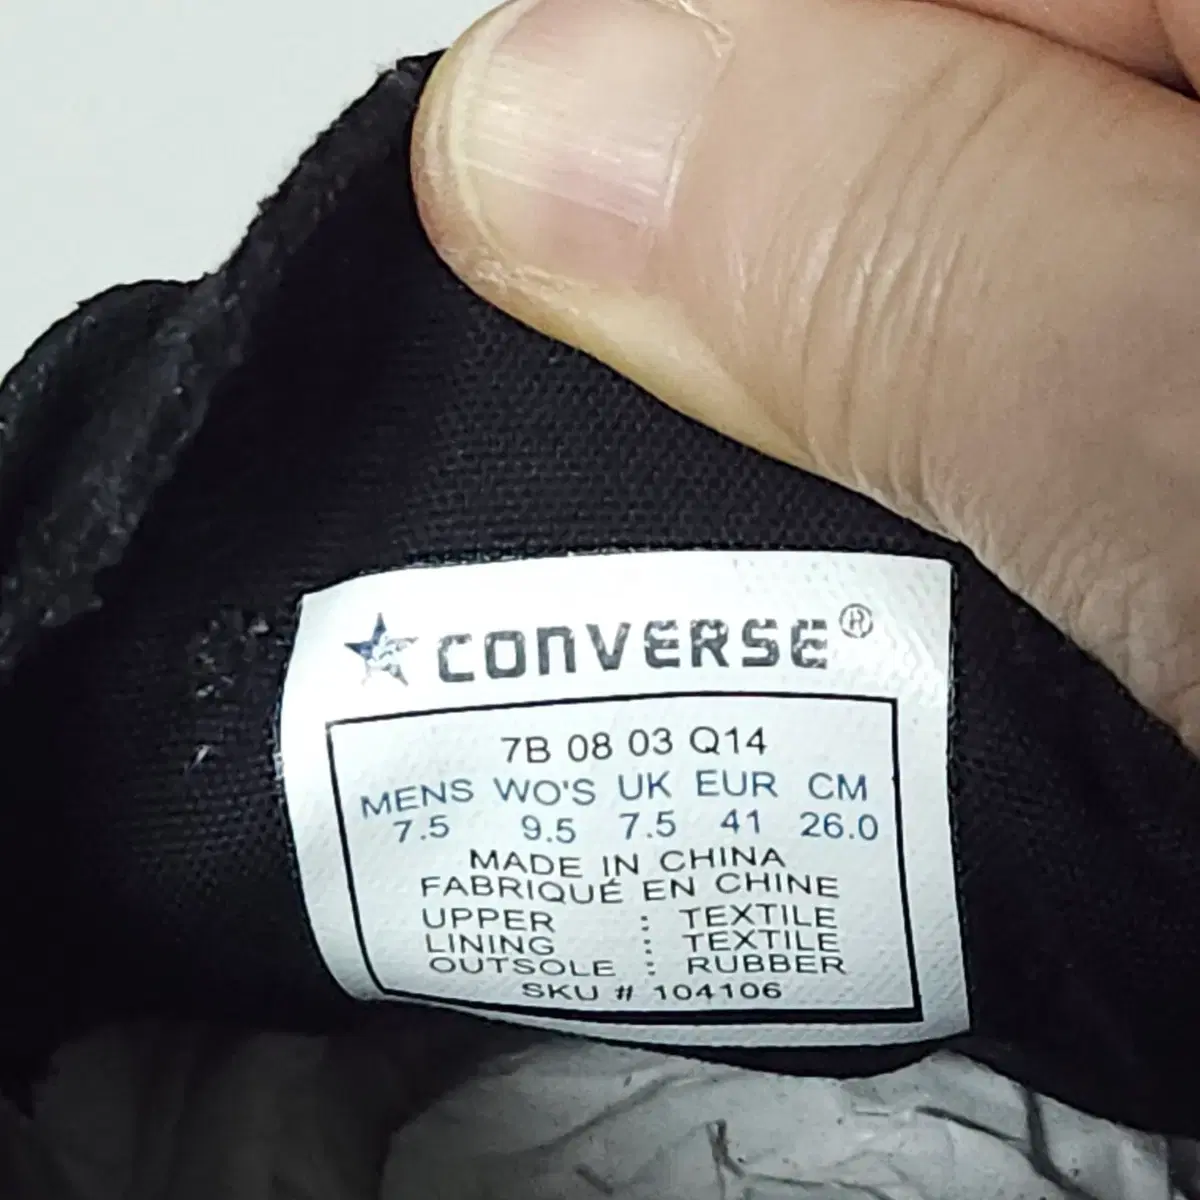 CONVERSE®
7B 08 03 Q14
MENS WO'S UK EUR CM
7.5 9.5 7.5 41 26.0
MADE IN CHINA
FABRIQUÉ EN CHINE
UPPER : TEXTILE
LINING : TEXTILE
OUTSOLE : RUBBER
SKU # 104106